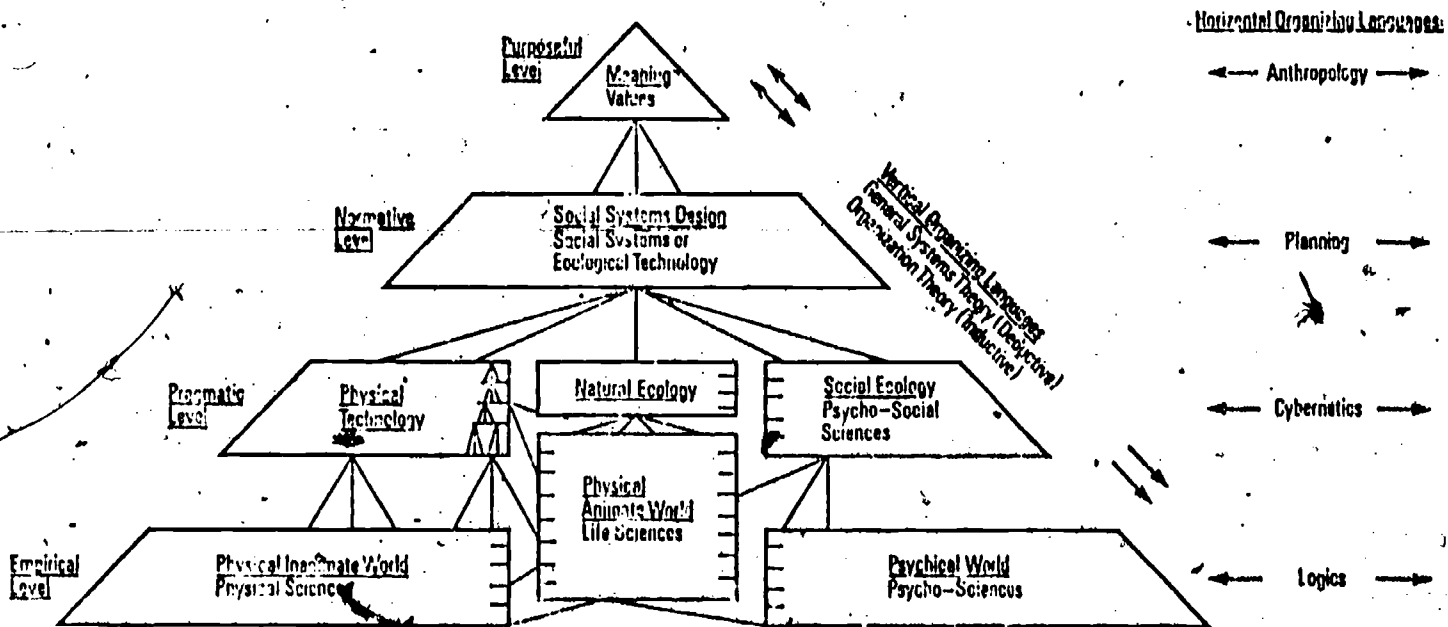 Horizontal Organizing Languages:
Purposeful
Level
Meaning
Values
Anthropology
Vertical Organizing Languages
General Systems Theory (Deductive)
Organization Theory (Inductive)
Normative
Level
Social Systems Design
Social Systems or
Ecological Technology
Planning
Pragmatic
Level
Physical
Technology
Natural Ecology
Social Ecology
Psycho-Social
Sciences
Cybernetics
Physical
Animate World
Life Sciences
Empirical
Level
Physical Inanimate World
Physical Science
Psychical World
Psycho-Sciences
Logics